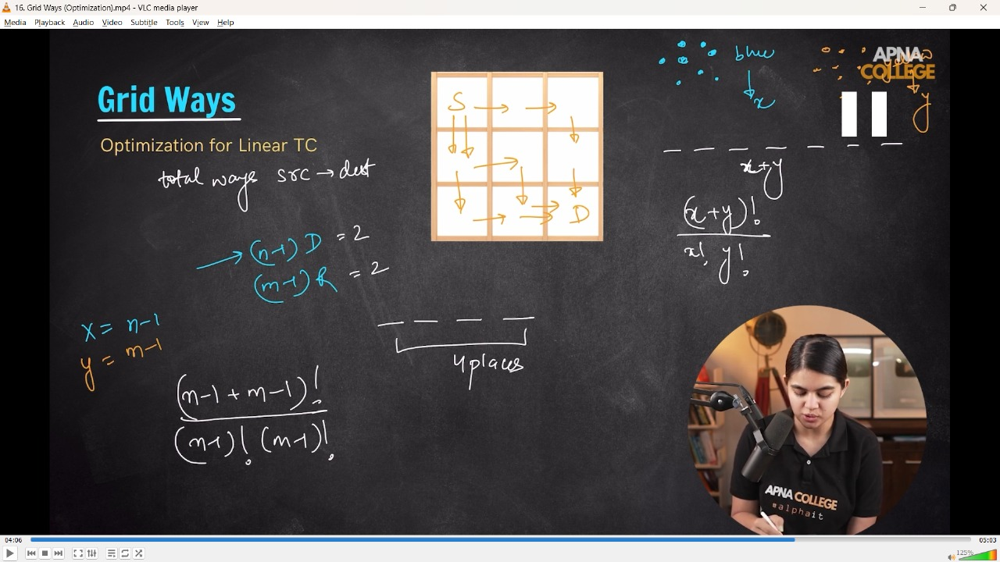 16. Grid Ways (Optimization).mp4 - VLC media player
Media Playback Audio Video Subtitle Tools View Help
Grid Ways
Optimization for Linear TC
total ways src → dest
→ (n-1) D = 2
(m-1) R = 2
x = n-1
y = m-1
(n-1 + m-1)!
(n-1)! (m-1)!
S
D
4places
blue
x
y
x+y
(x+y)!
x! y!
APNA
COLLEGE
APNA COLLEGE
#alphait
04:06
05:03
125%